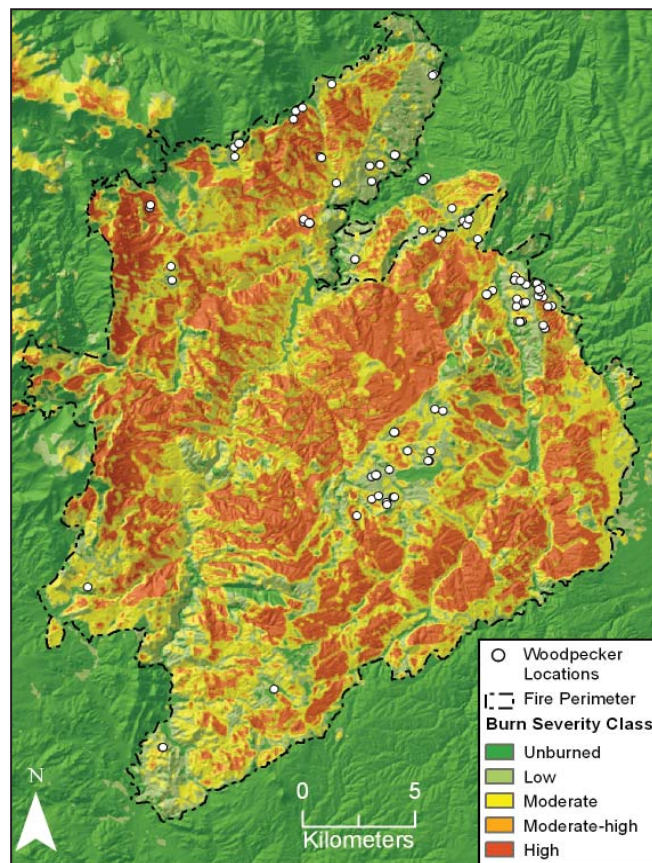 N
0 5
Kilometers
Woodpecker
Locations
Fire Perimeter
Burn Severity Class
Unburned
Low
Moderate
Moderate-high
High